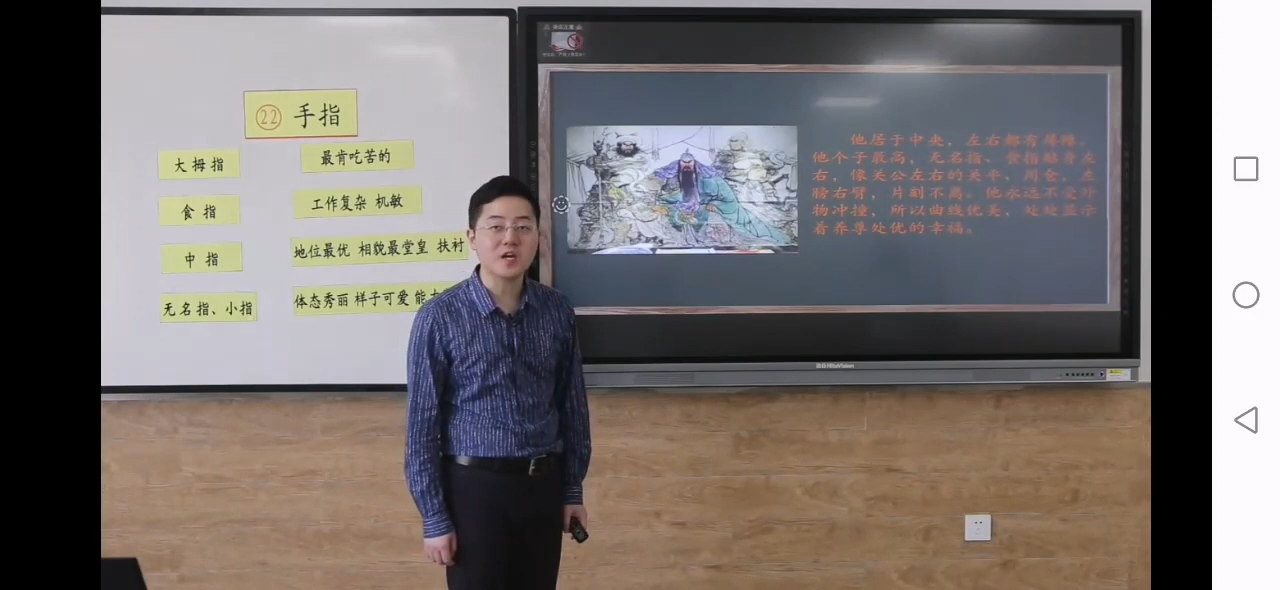 ㉒ 手指
大拇指
最肯吃苦的
食指
工作复杂 机敏
中指
地位最优 相貌最堂皇 扶衬
无名指、小指
体态秀丽 样子可爱 能力
他居于中央，左右都有屏障。
他个子最高，无名指、食指贴身左
右，像关公左右的关平、周仓，左
膀右臂，片刻不离。他永远不受外
物冲撞，所以曲线优美，处处显示
着养尊处优的幸福。
HiteVision